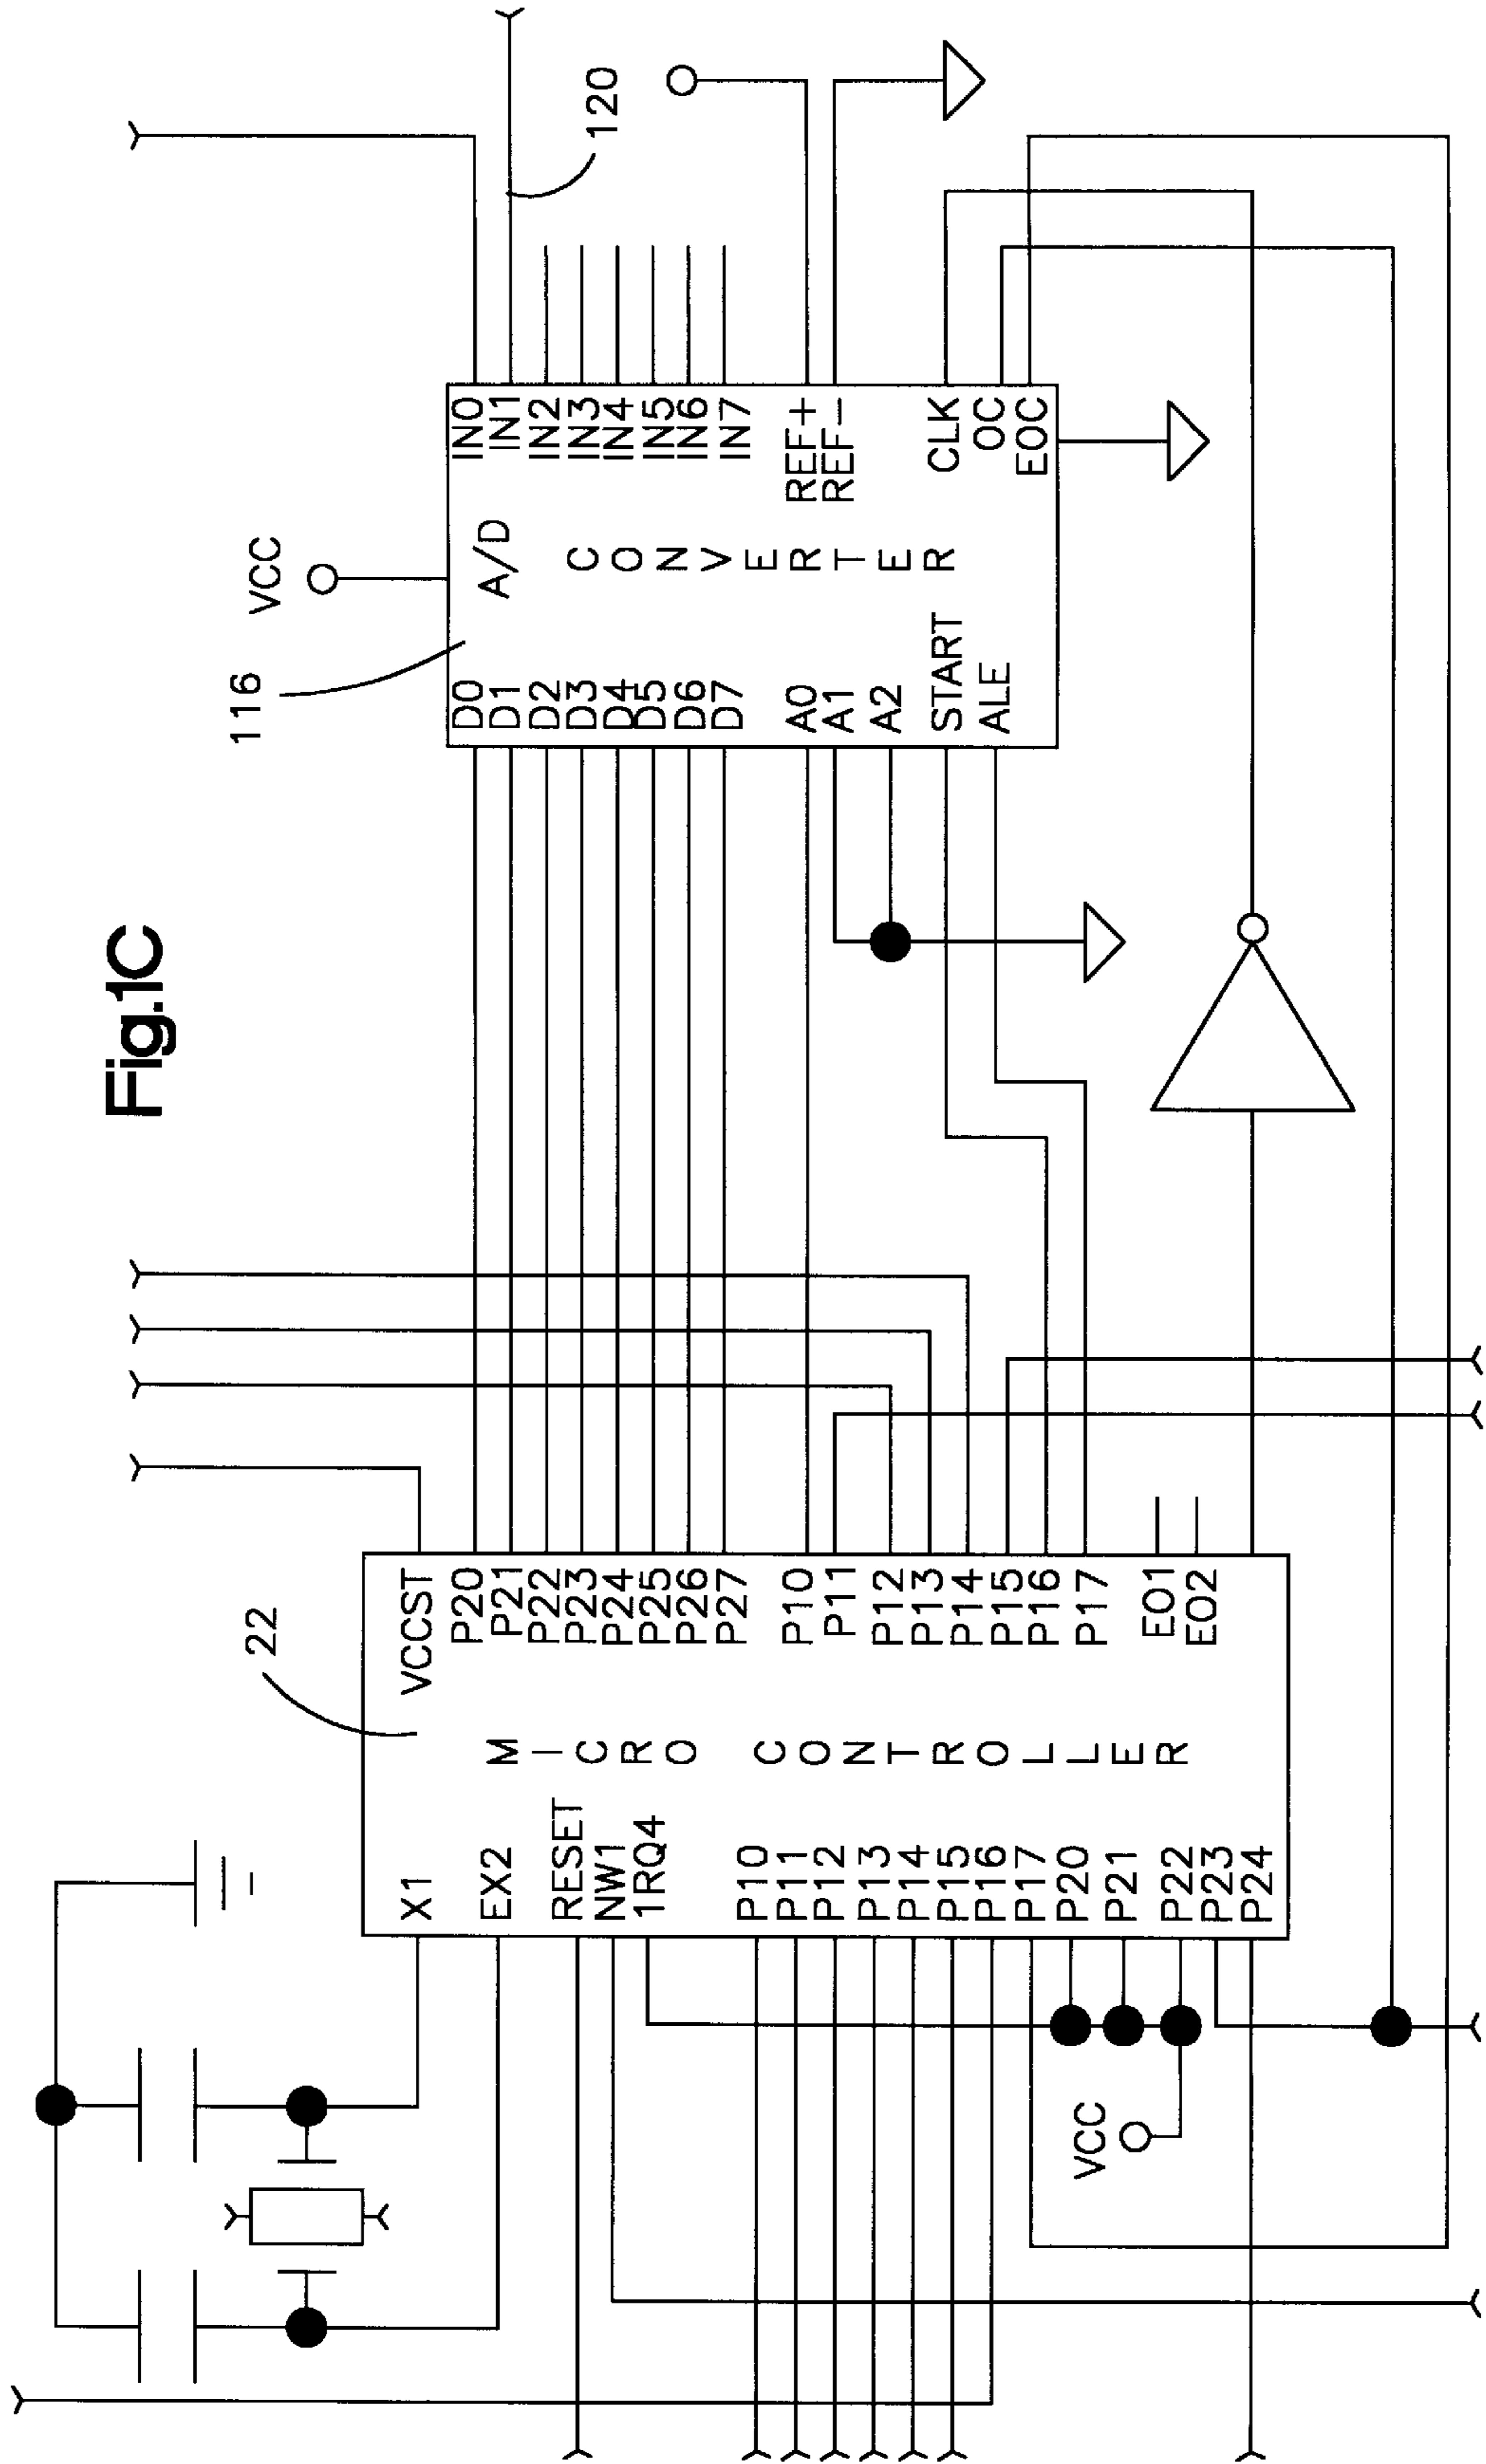 Fig.1C
22
116
VCC
120
X1
EX2
RESET
NW1
1RQ4
P10
P11
P12
P13
P14
P15
P16
P17
P20
P21
P22
P23
P24
VCC
MICRO CONTROLLER
VCCST
P20
P21
P22
P23
P24
P25
P26
P27
P10
P11
P12
P13
P14
P15
P16
P17
EO1
EO2
D0
D1
D2
D3
D4
D5
D6
D7
A0
A1
A2
START
ALE
A/D
CONVERTER
IN0
IN1
IN2
IN3
IN4
IN5
IN6
IN7
REF+
REF−
CLK
OC
EOC